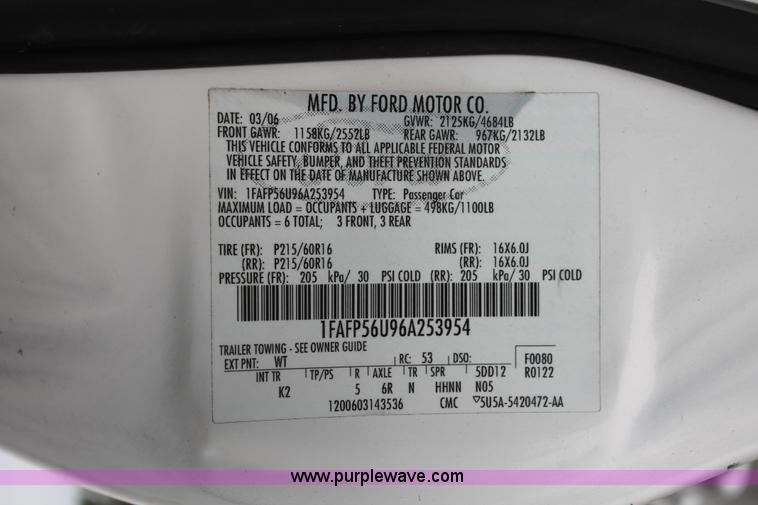 MFD. BY FORD MOTOR CO.
DATE: 03/06 GVWR: 2125KG/4684LB
FRONT GAWR: 1158KG/2552LB REAR GAWR: 967KG/2132LB
THIS VEHICLE CONFORMS TO ALL APPLICABLE FEDERAL MOTOR
VEHICLE SAFETY, BUMPER, AND THEFT PREVENTION STANDARDS
IN EFFECT ON THE DATE OF MANUFACTURE SHOWN ABOVE.
VIN: 1FAFP56U96A253954 TYPE: Passenger Car
MAXIMUM LOAD = OCCUPANTS + LUGGAGE = 498KG/1100LB
OCCUPANTS = 6 TOTAL; 3 FRONT, 3 REAR
TIRE (FR): P215/60R16 RIMS (FR): 16X6.0J
(RR): P215/60R16 (RR): 16X6.0J
PRESSURE (FR): 205 kPa/ 30 PSI COLD (RR): 205 kPa/ 30 PSI COLD
1FAFP56U96A253954
TRAILER TOWING - SEE OWNER GUIDE
EXT PNT: WT RC: 53 DSO: F0080
INT TR TP/PS R AXLE TR SPR 5DD12 R0122
K2 5 6R N HHNN N05
1200603143536 CMC ▽5U5A-5420472-AA
www.purplewave.com